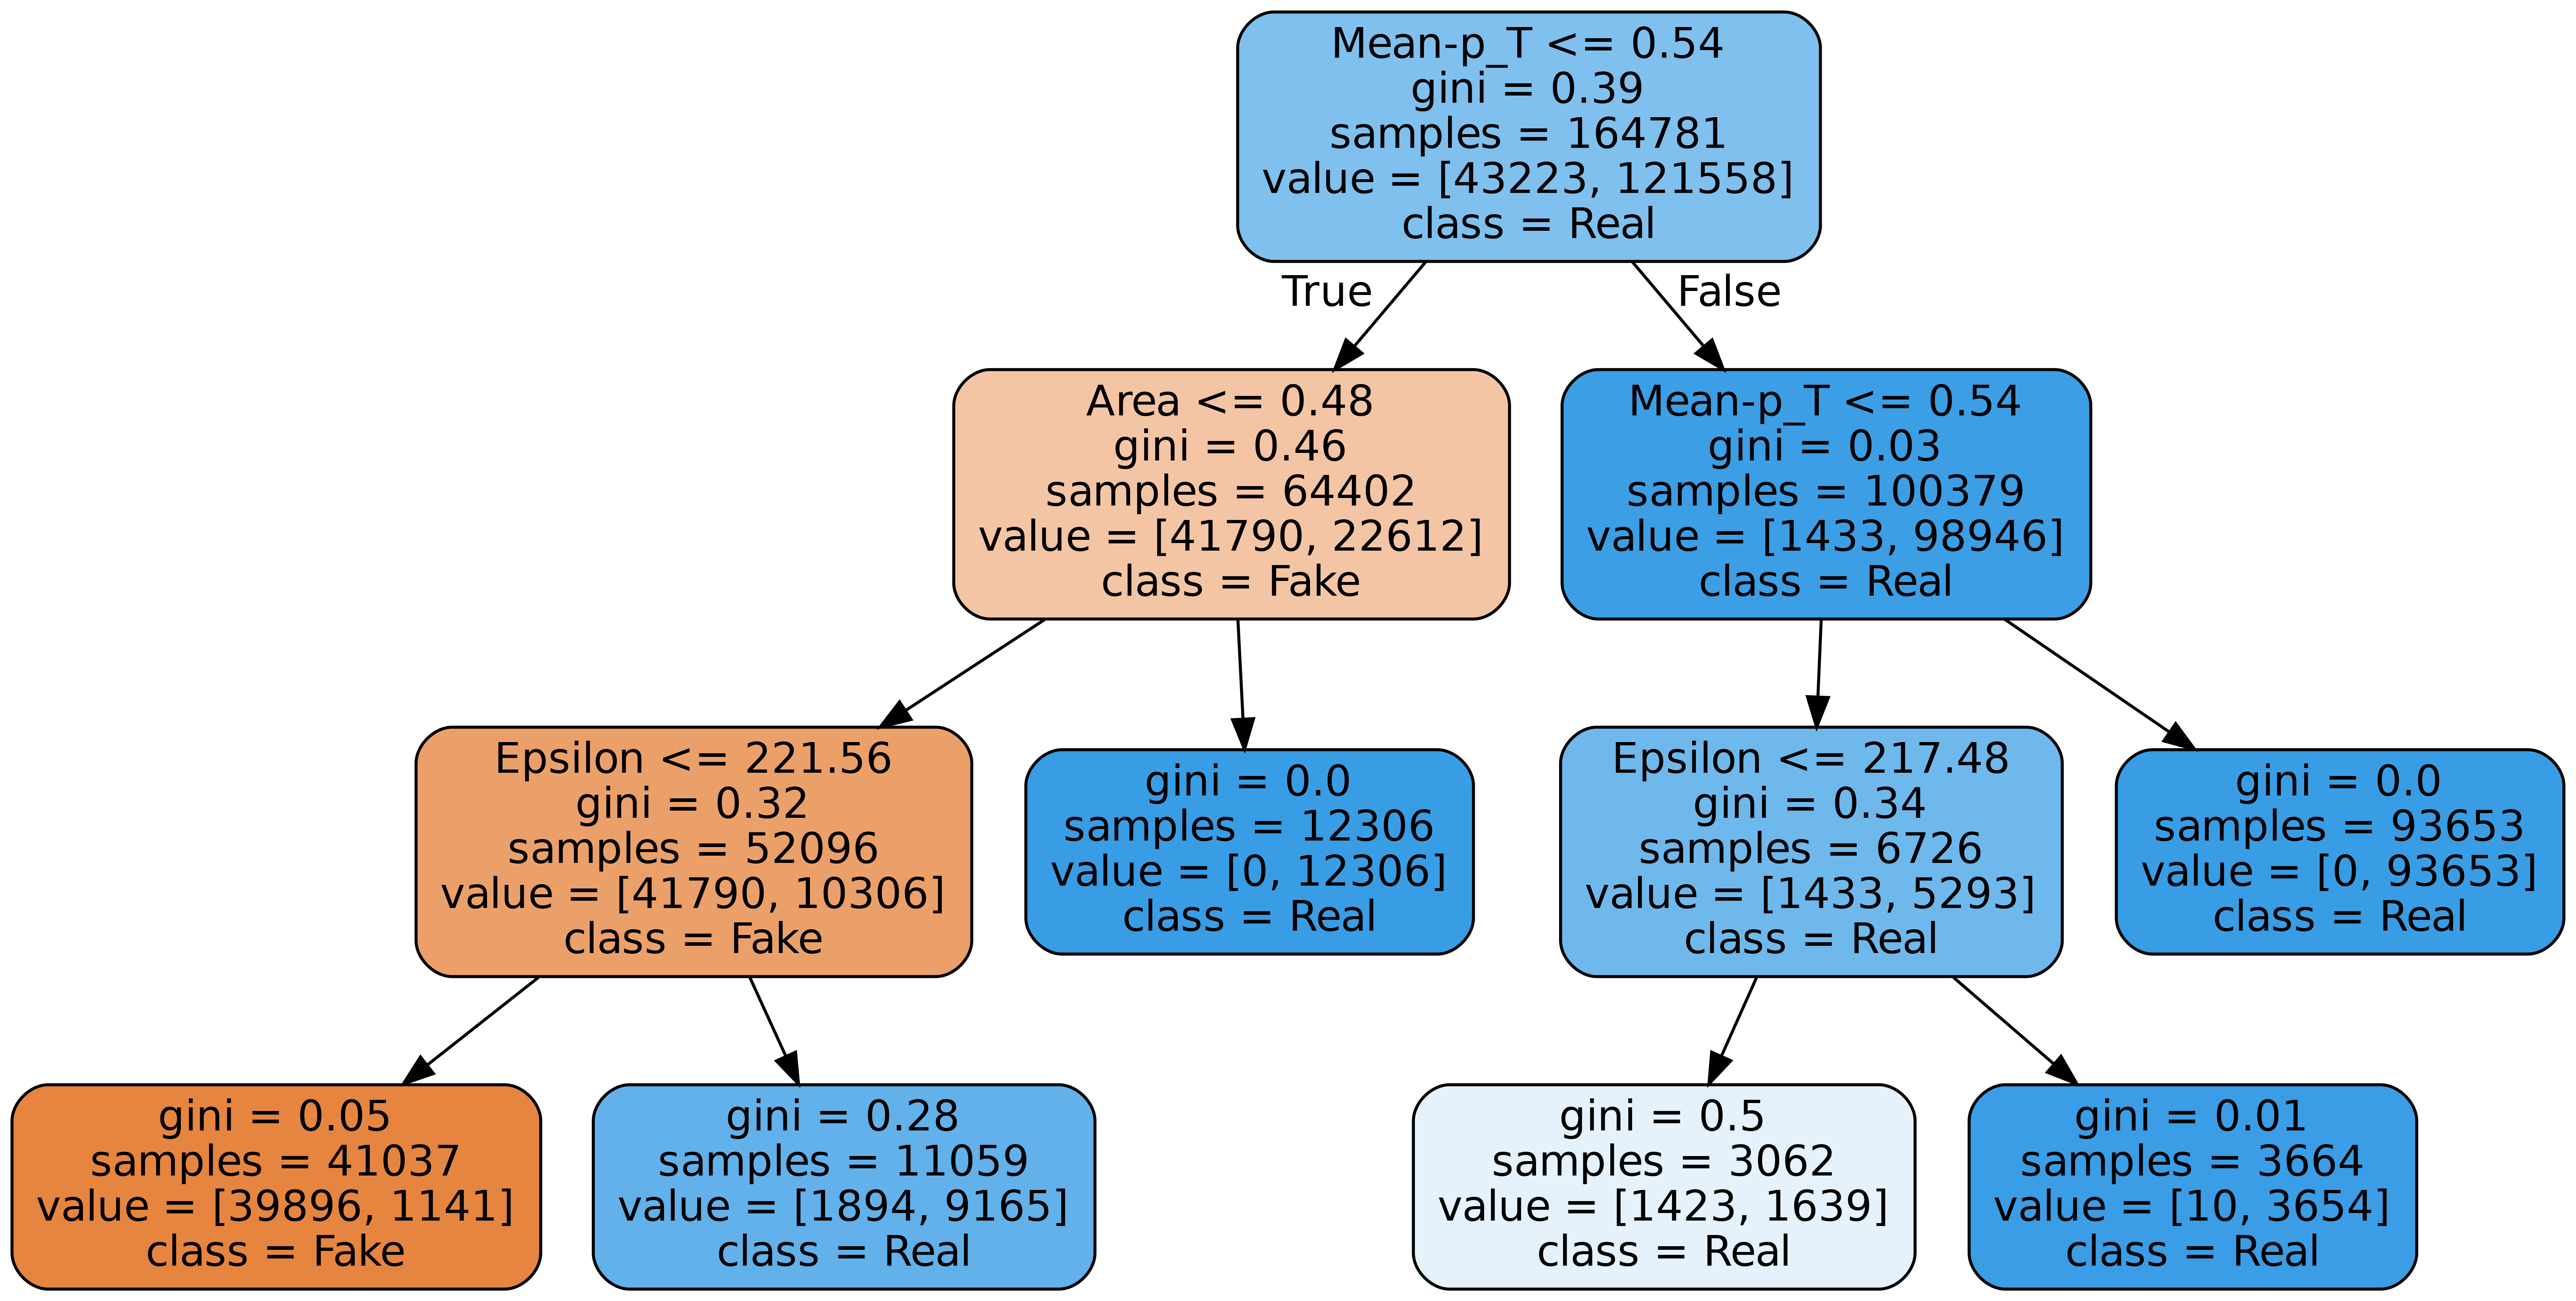 Mean-p_T <= 0.54
gini = 0.39
samples = 164781
value = [43223, 121558]
class = Real
True
False
Area <= 0.48
gini = 0.46
samples = 64402
value = [41790, 22612]
class = Fake
Mean-p_T <= 0.54
gini = 0.03
samples = 100379
value = [1433, 98946]
class = Real
Epsilon <= 221.56
gini = 0.32
samples = 52096
value = [41790, 10306]
class = Fake
gini = 0.0
samples = 12306
value = [0, 12306]
class = Real
Epsilon <= 217.48
gini = 0.34
samples = 6726
value = [1433, 5293]
class = Real
gini = 0.0
samples = 93653
value = [0, 93653]
class = Real
gini = 0.05
samples = 41037
value = [39896, 1141]
class = Fake
gini = 0.28
samples = 11059
value = [1894, 9165]
class = Real
gini = 0.5
samples = 3062
value = [1423, 1639]
class = Real
gini = 0.01
samples = 3664
value = [10, 3654]
class = Real